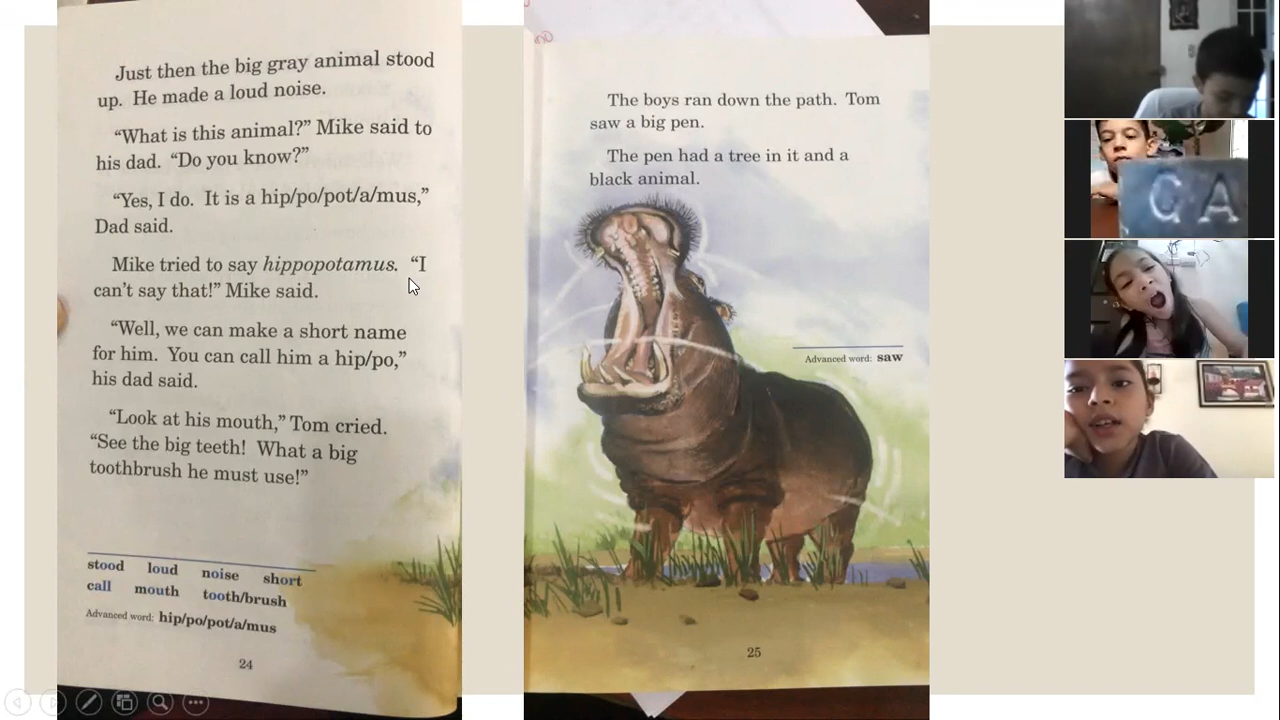 Just then the big gray animal stood
up. He made a loud noise.
“What is this animal?” Mike said to
his dad. “Do you know?”
“Yes, I do. It is a hip/po/pot/a/mus,”
Dad said.
Mike tried to say hippopotamus. “I
can’t say that!” Mike said.
“Well, we can make a short name
for him. You can call him a hip/po,”
his dad said.
“Look at his mouth,” Tom cried.
“See the big teeth! What a big
toothbrush he must use!”
stood loud noise short
call mouth tooth/brush
Advanced word: hip/po/pot/a/mus
24
The boys ran down the path. Tom
saw a big pen.
The pen had a tree in it and a
black animal.
Advanced word: saw
25
G A